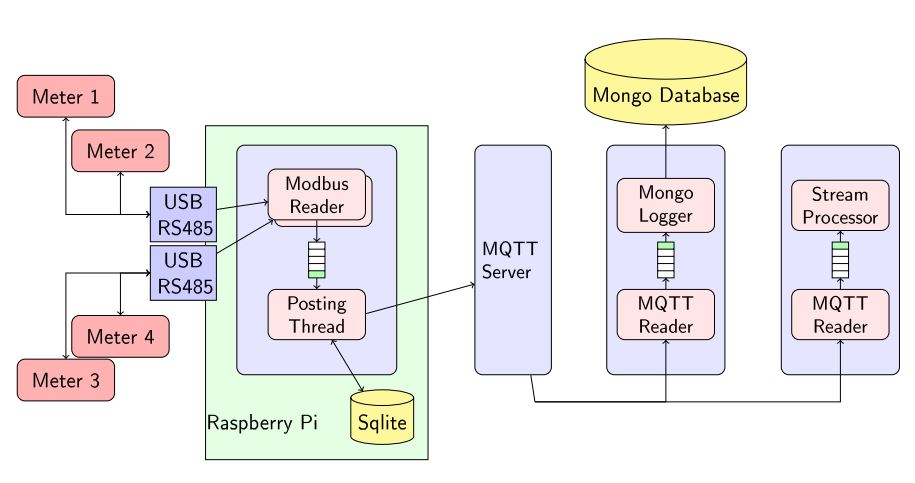 Meter 1
Meter 2
USB
RS485
USB
RS485
Meter 4
Meter 3
Modbus
Reader
Posting
Thread
Raspberry Pi
Sqlite
MQTT
Server
Mongo Database
Mongo
Logger
MQTT
Reader
Stream
Processor
MQTT
Reader